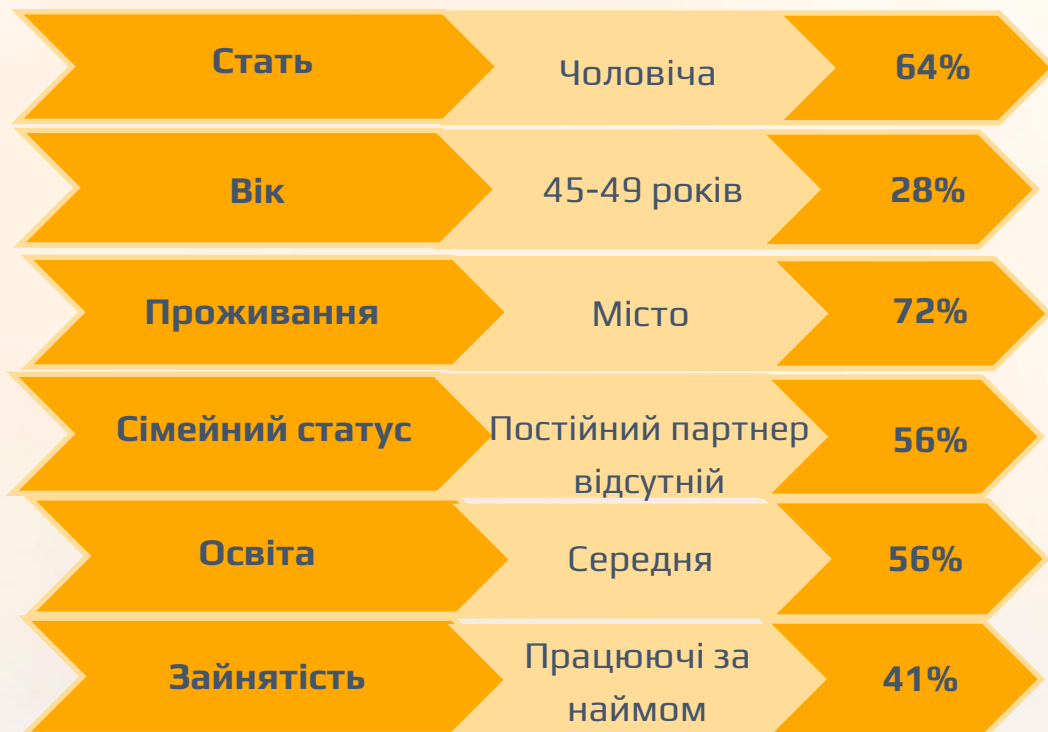 Стать
Чоловіча
64%
Вік
45-49 років
28%
Проживання
Місто
72%
Сімейний статус
Постійний партнер
відсутній
56%
Освіта
Середня
56%
Зайнятість
Працюючі за
наймом
41%